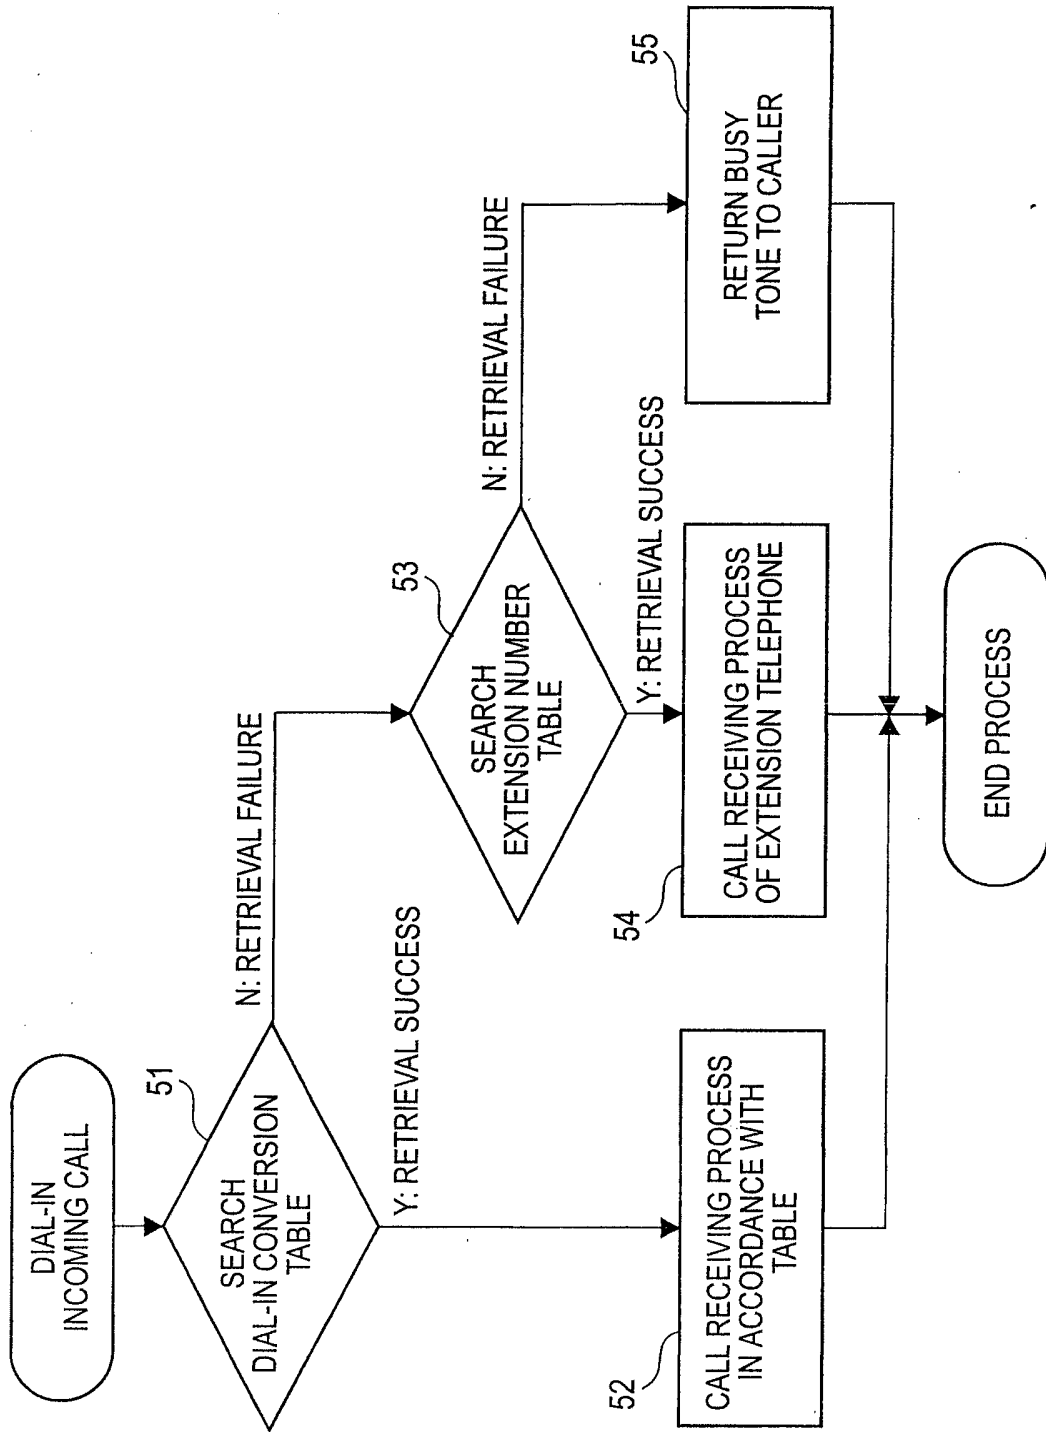 DIAL-IN
INCOMING CALL
51
SEARCH
DIAL-IN CONVERSION
TABLE
N: RETRIEVAL FAILURE
Y: RETRIEVAL SUCCESS
53
SEARCH
EXTENSION NUMBER
TABLE
N: RETRIEVAL FAILURE
Y: RETRIEVAL SUCCESS
52
CALL RECEIVING PROCESS
IN ACCORDANCE WITH
TABLE
54
CALL RECEIVING PROCESS
OF EXTENSION TELEPHONE
55
RETURN BUSY
TONE TO CALLER
END PROCESS